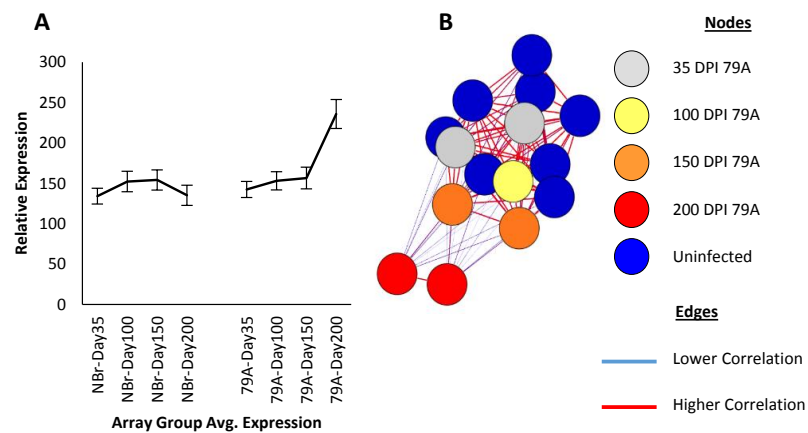 A
Relative Expression
300
250
200
150
100
50
0
NBr-Day35
NBr-Day100
NBr-Day150
NBr-Day200
79A-Day35
79A-Day100
79A-Day150
79A-Day200
Array Group Avg. Expression
B
Nodes
35 DPI 79A
100 DPI 79A
150 DPI 79A
200 DPI 79A
Uninfected
Edges
Lower Correlation
Higher Correlation